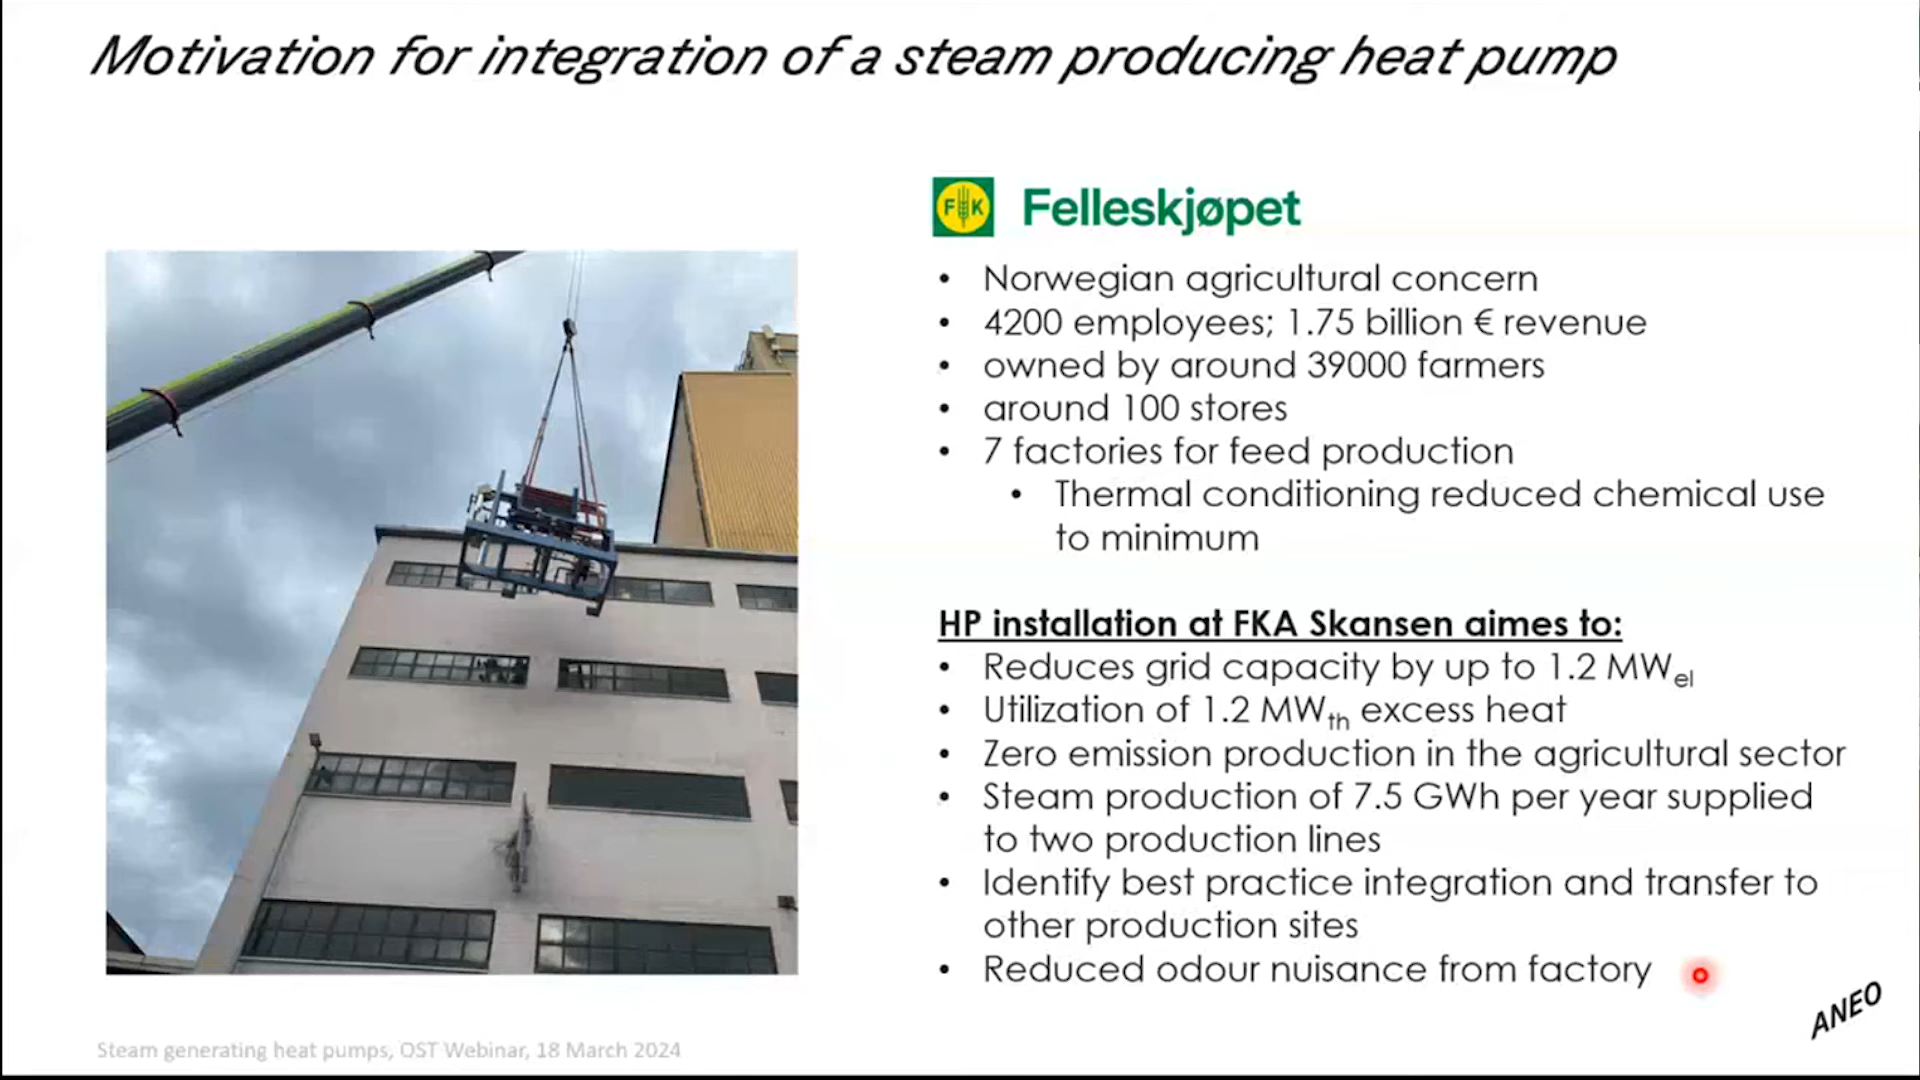 Motivation for integration of a steam producing heat pump
FK Felleskjøpet
• Norwegian agricultural concern
• 4200 employees; 1.75 billion € revenue
• owned by around 39000 farmers
• around 100 stores
• 7 factories for feed production
• Thermal conditioning reduced chemical use
to minimum
HP installation at FKA Skansen aimes to:
• Reduces grid capacity by up to 1.2 MWel
• Utilization of 1.2 MWth excess heat
• Zero emission production in the agricultural sector
• Steam production of 7.5 GWh per year supplied
to two production lines
• Identify best practice integration and transfer to
other production sites
• Reduced odour nuisance from factory
ANEO
Steam generating heat pumps, OST Webinar, 18 March 2024